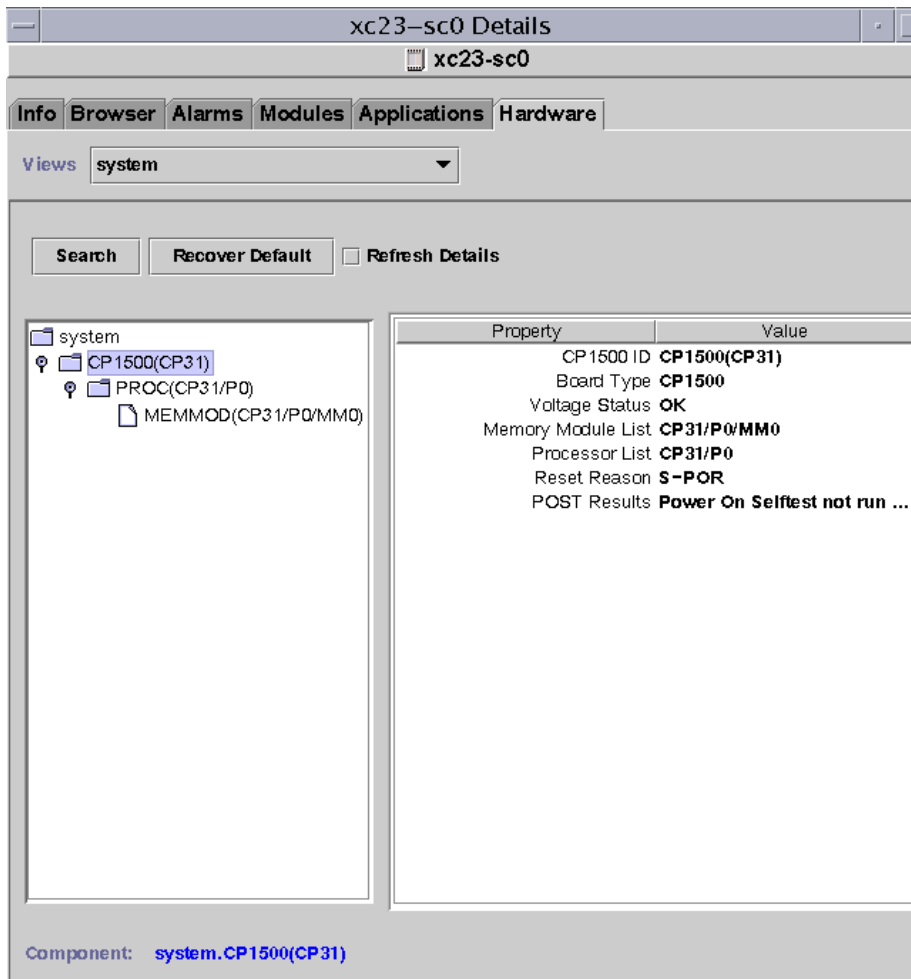 xc23-sc0 Details
xc23-sc0
Info Browser Alarms Modules Applications Hardware
Views system
Search Recover Default Refresh Details
system
CP1500(CP31)
PROC(CP31/P0)
MEMMOD(CP31/P0/MM0)
Property Value
CP1500 ID CP1500(CP31)
Board Type CP1500
Voltage Status OK
Memory Module List CP31/P0/MM0
Processor List CP31/P0
Reset Reason S-POR
POST Results Power On Selftest not run ...
Component: system.CP1500(CP31)